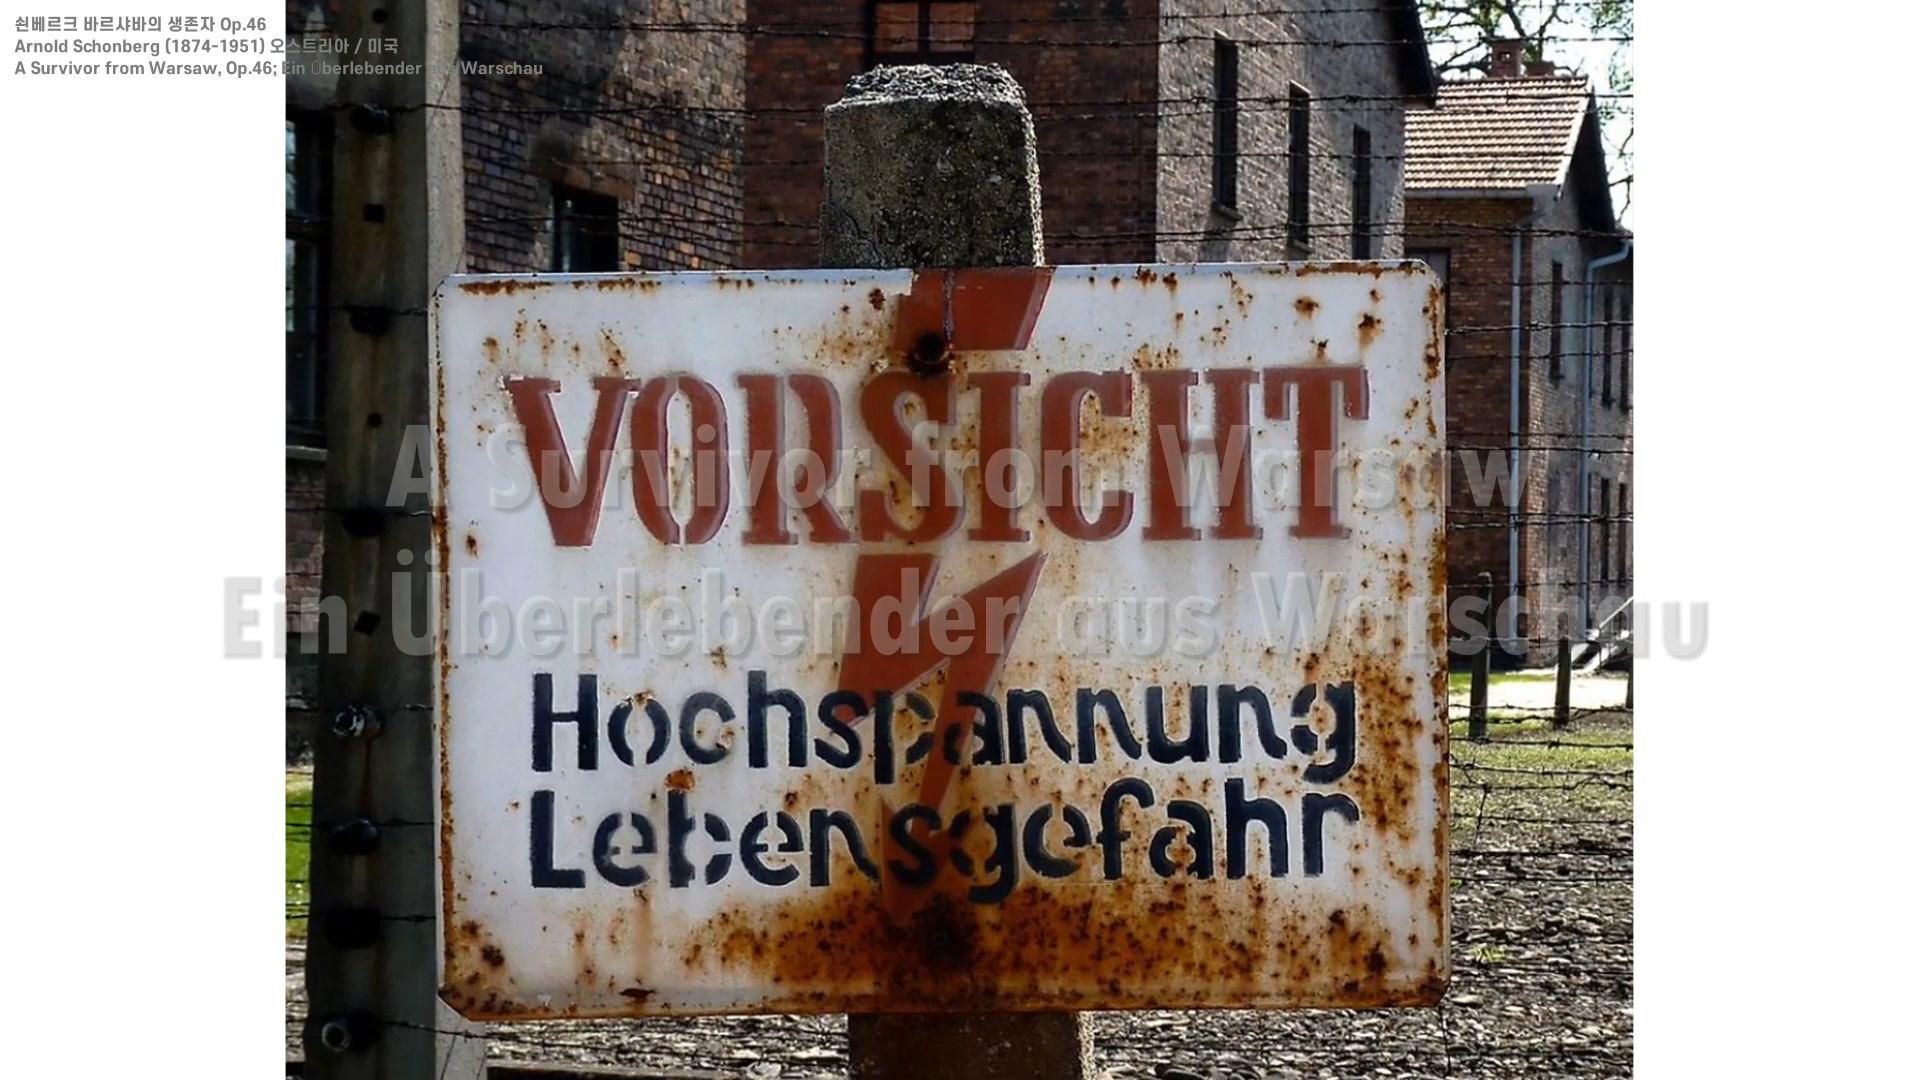 쇤베르크 바르샤바의 생존자 Op.46
Arnold Schonberg (1874-1951) 오스트리아 / 미국
A Survivor from Warsaw, Op.46; Ein Überlebender aus Warschau
VORSICHT
A Survivor from Warsaw
Ein Überlebender aus Warschau
Hochspannung
Lebensgefahr